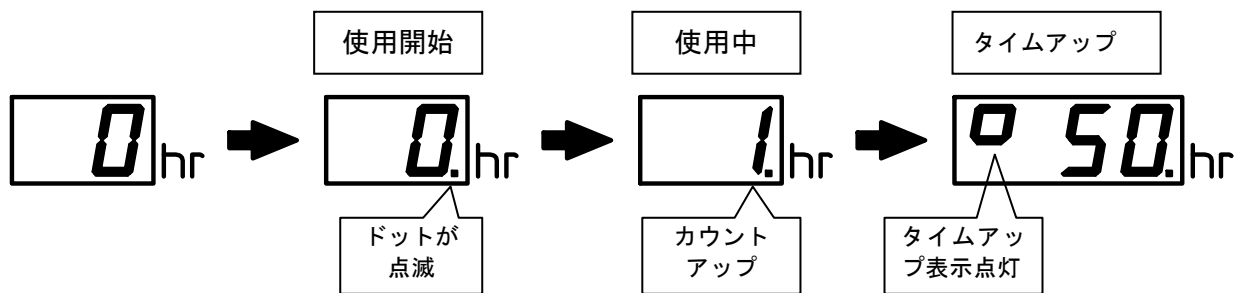 使用開始
使用中
タイムアップ
0 hr
0. hr
1. hr
o 50. hr
ドットが
点滅
カウント
アップ
タイムアッ
プ表示点灯